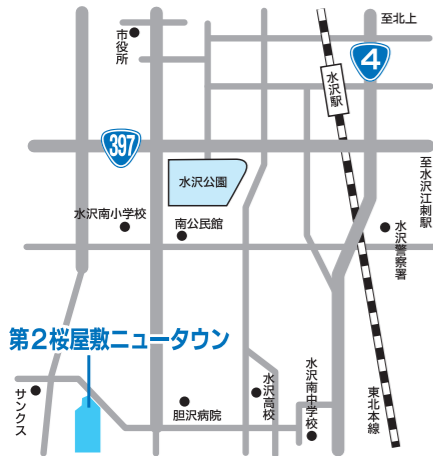 至北上
市役所
4
水沢駅
397
至水沢江刺駅
水沢公園
水沢南小学校
南公民館
水沢警察署
第2桜屋敷ニュータウン
サンクス
胆沢病院
水沢高校
水沢南中学校
東北本線